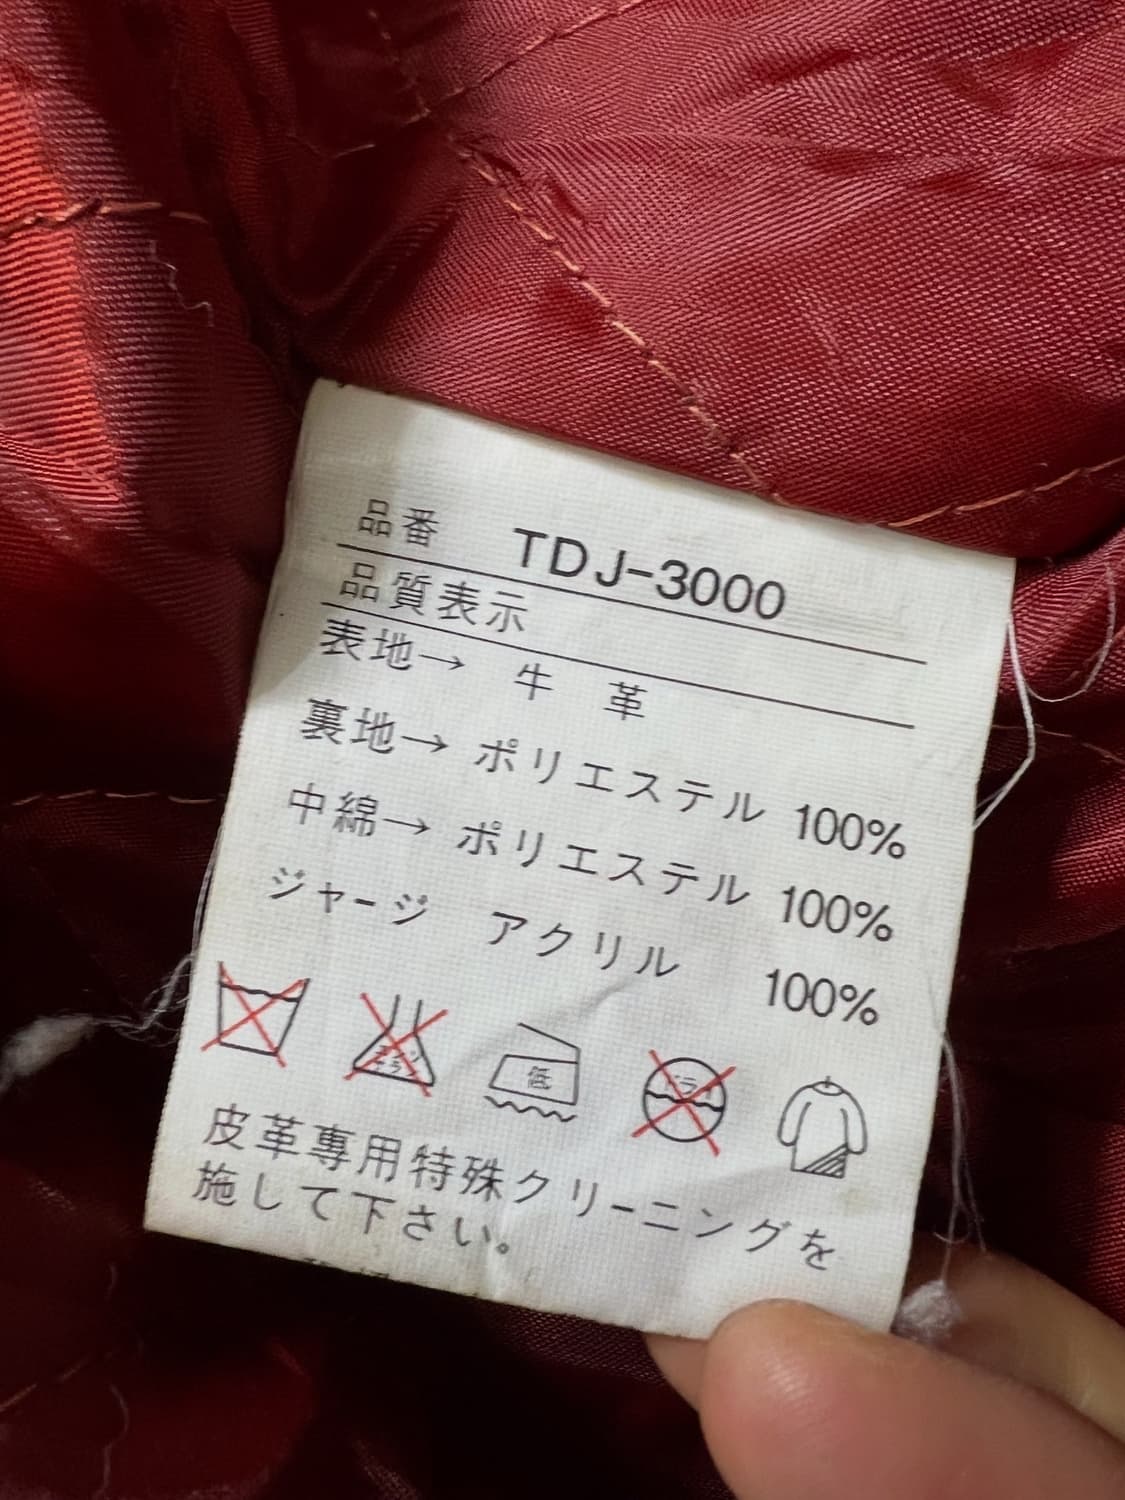 品番 TDJ-3000
品質表示
表地→ 牛 革
裏地→ ポリエステル 100%
中綿→ ポリエステル 100%
ジャージ アクリル 100%
低
ドライ
皮革専用特殊クリーニングを
施して下さい。